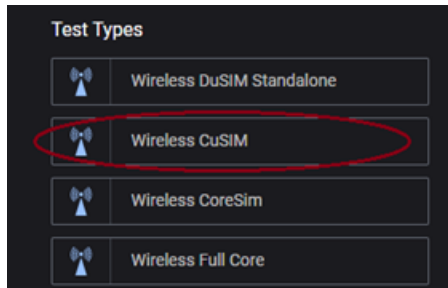 Test Types
Wireless DuSIM Standalone
Wireless CuSIM
Wireless CoreSim
Wireless Full Core